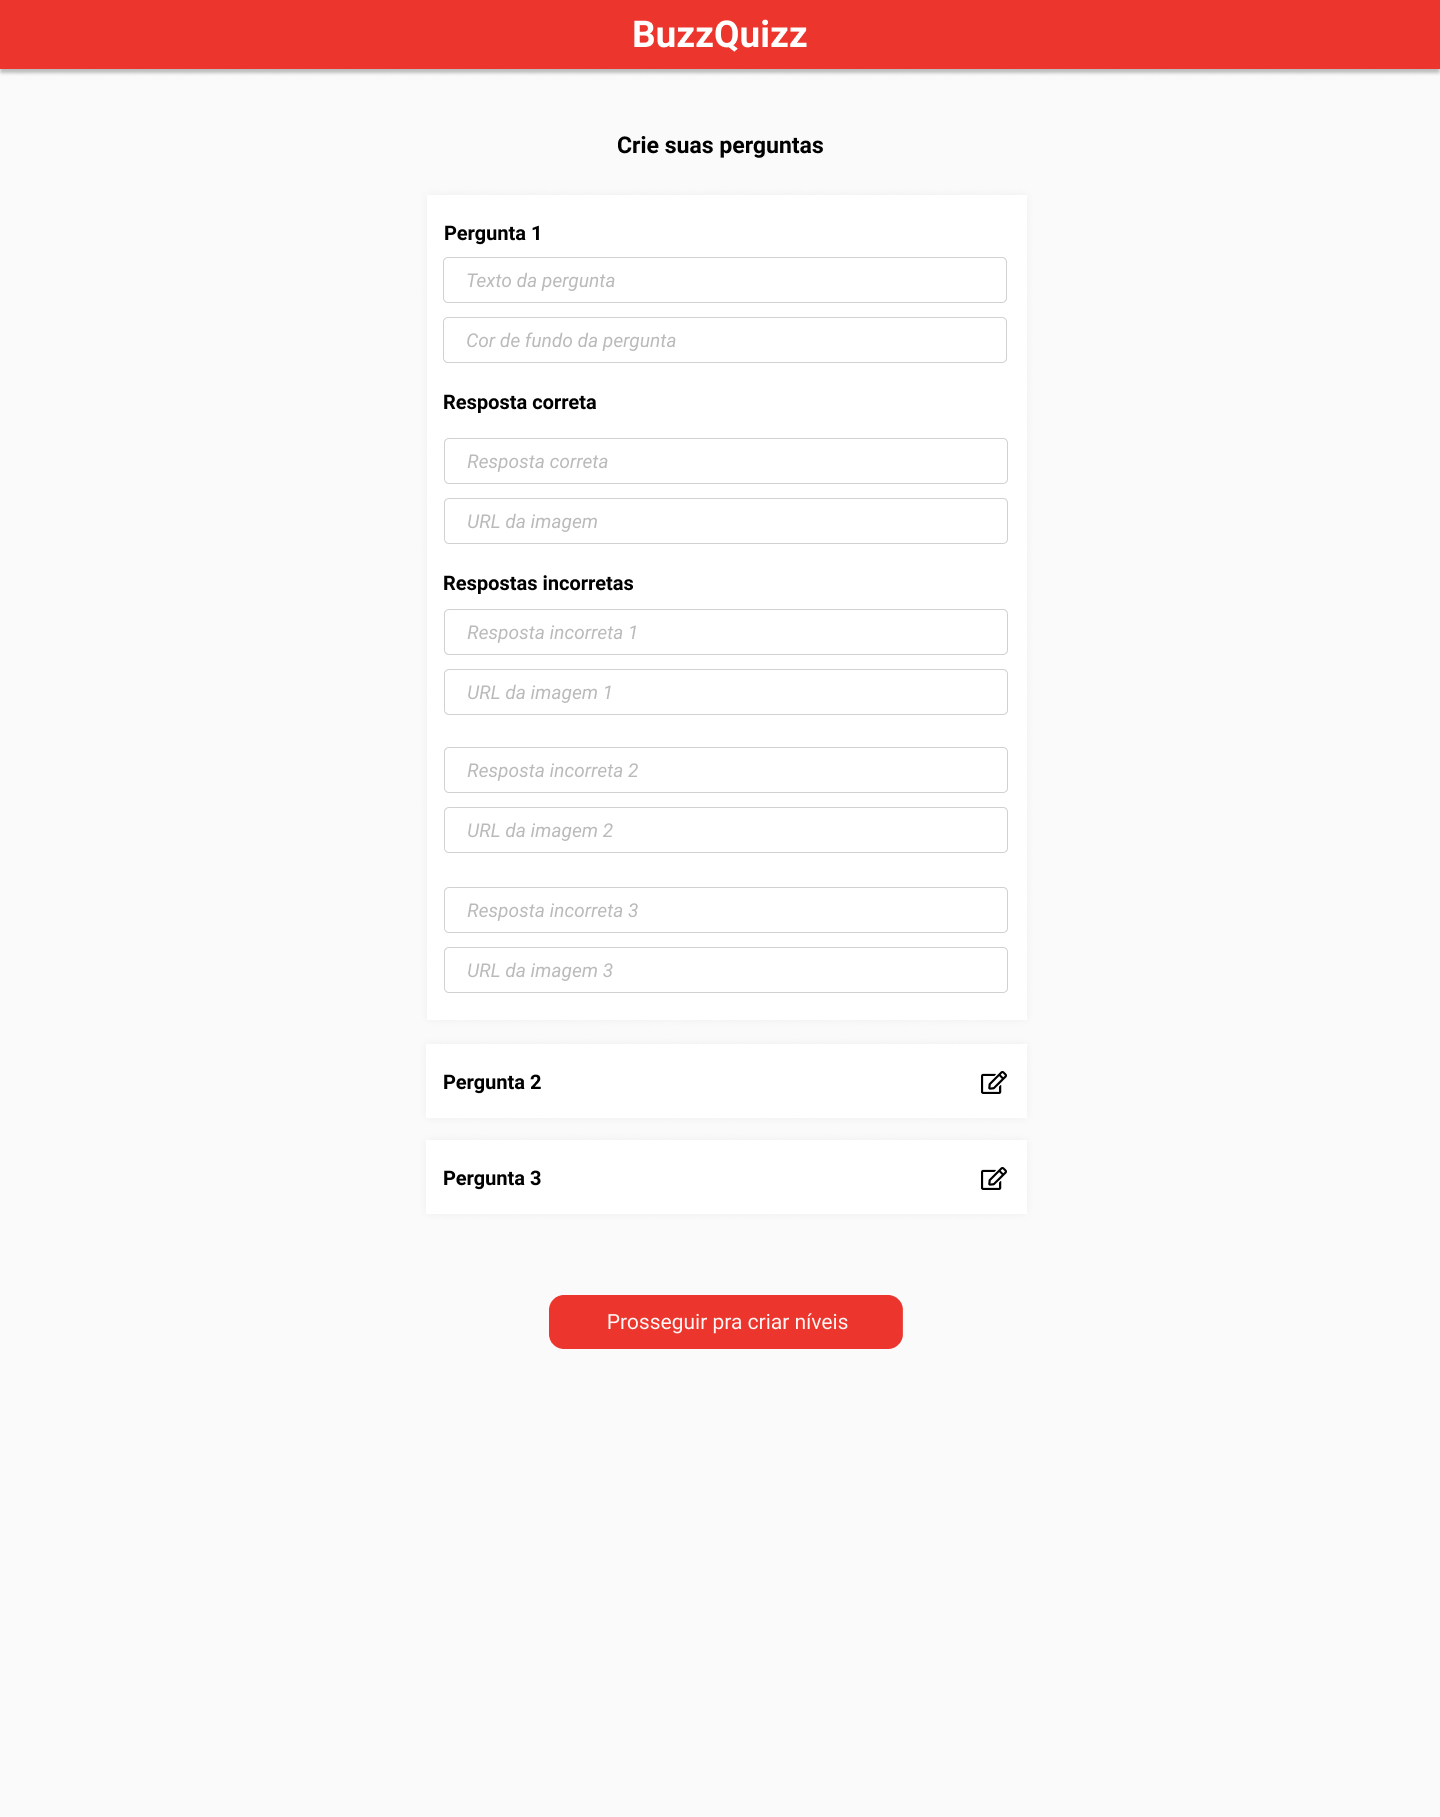 BuzzQuizz
Crie suas perguntas
Pergunta 1
Texto da pergunta
Cor de fundo da pergunta
Resposta correta
Resposta correta
URL da imagem
Respostas incorretas
Resposta incorreta 1
URL da imagem 1
Resposta incorreta 2
URL da imagem 2
Resposta incorreta 3
URL da imagem 3
Pergunta 2
Pergunta 3
Prosseguir pra criar níveis